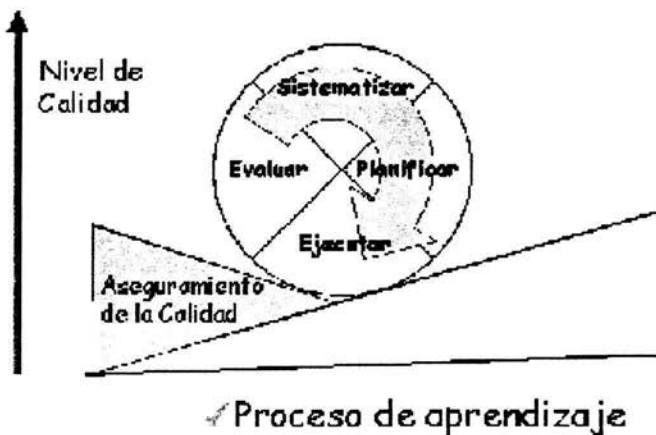 Nivel de
Calidad
Sistematizar
Evaluar
Planificar
Ejecutar
Aseguramiento
de la Calidad
Proceso de aprendizaje